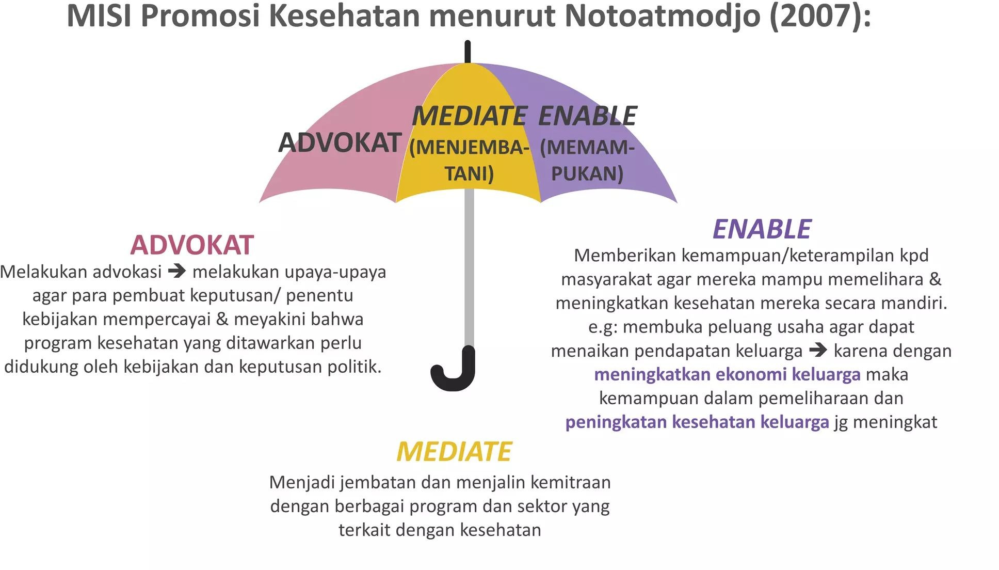 MISI Promosi Kesehatan menurut Notoatmodjo (2007):
ADVOKAT
MEDIATE
(MENJEMBA-
TANI)
ENABLE
(MEMAM-
PUKAN)
ADVOKAT
Melakukan advokasi 🡺 melakukan upaya-upaya
agar para pembuat keputusan/ penentu
kebijakan mempercayai & meyakini bahwa
program kesehatan yang ditawarkan perlu
didukung oleh kebijakan dan keputusan politik.
ENABLE
Memberikan kemampuan/keterampilan kpd
masyarakat agar mereka mampu memelihara &
meningkatkan kesehatan mereka secara mandiri.
e.g: membuka peluang usaha agar dapat
menaikan pendapatan keluarga 🡺 karena dengan
meningkatkan ekonomi keluarga maka
kemampuan dalam pemeliharaan dan
peningkatan kesehatan keluarga jg meningkat
MEDIATE
Menjadi jembatan dan menjalin kemitraan
dengan berbagai program dan sektor yang
terkait dengan kesehatan